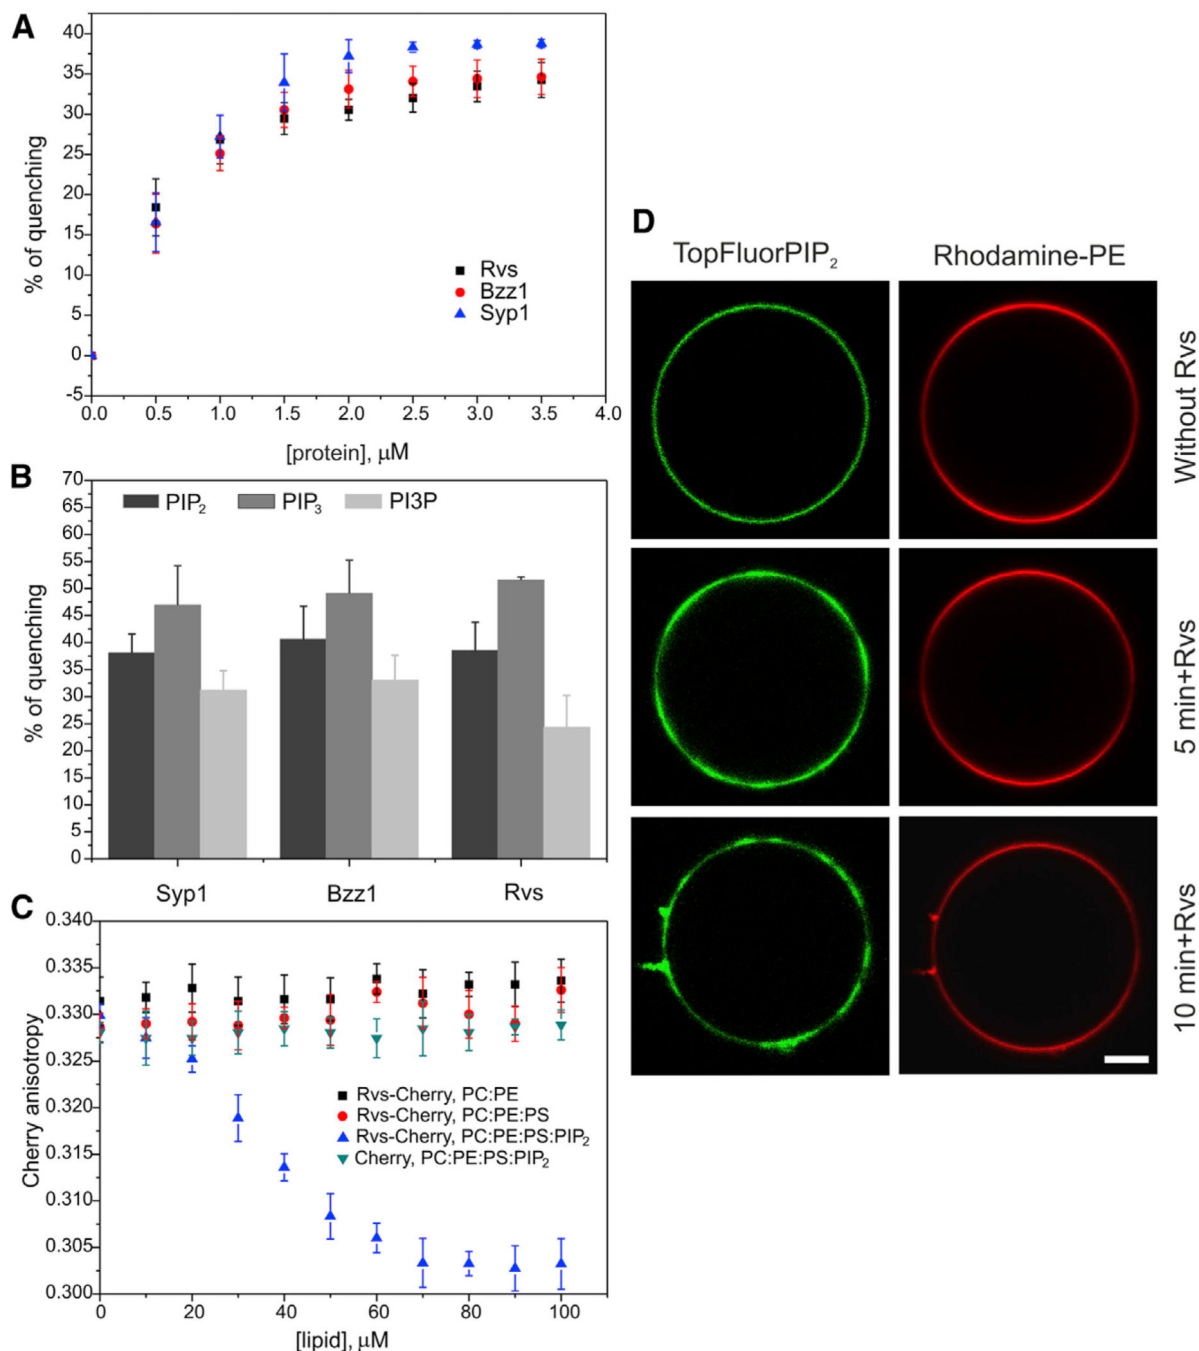 A
40
35
30
25
20
15
10
5
0
-5
% of quenching
Rvs
Bzz1
Syp1
0.0 0.5 1.0 1.5 2.0 2.5 3.0 3.5 4.0
[protein], μM
B
70
65
60
55
50
45
40
35
30
25
20
15
10
5
0
% of quenching
PIP₂ PIP₃ PI3P
Syp1 Bzz1 Rvs
C
0.340
0.335
0.330
0.325
0.320
0.315
0.310
0.305
0.300
Cherry anisotropy
Rvs-Cherry, PC:PE
Rvs-Cherry, PC:PE:PS
Rvs-Cherry, PC:PE:PS:PIP₂
Cherry, PC:PE:PS:PIP₂
0 20 40 60 80 100
[lipid], μM
D
TopFluorPIP₂ Rhodamine-PE
Without Rvs
5 min+Rvs
10 min+Rvs